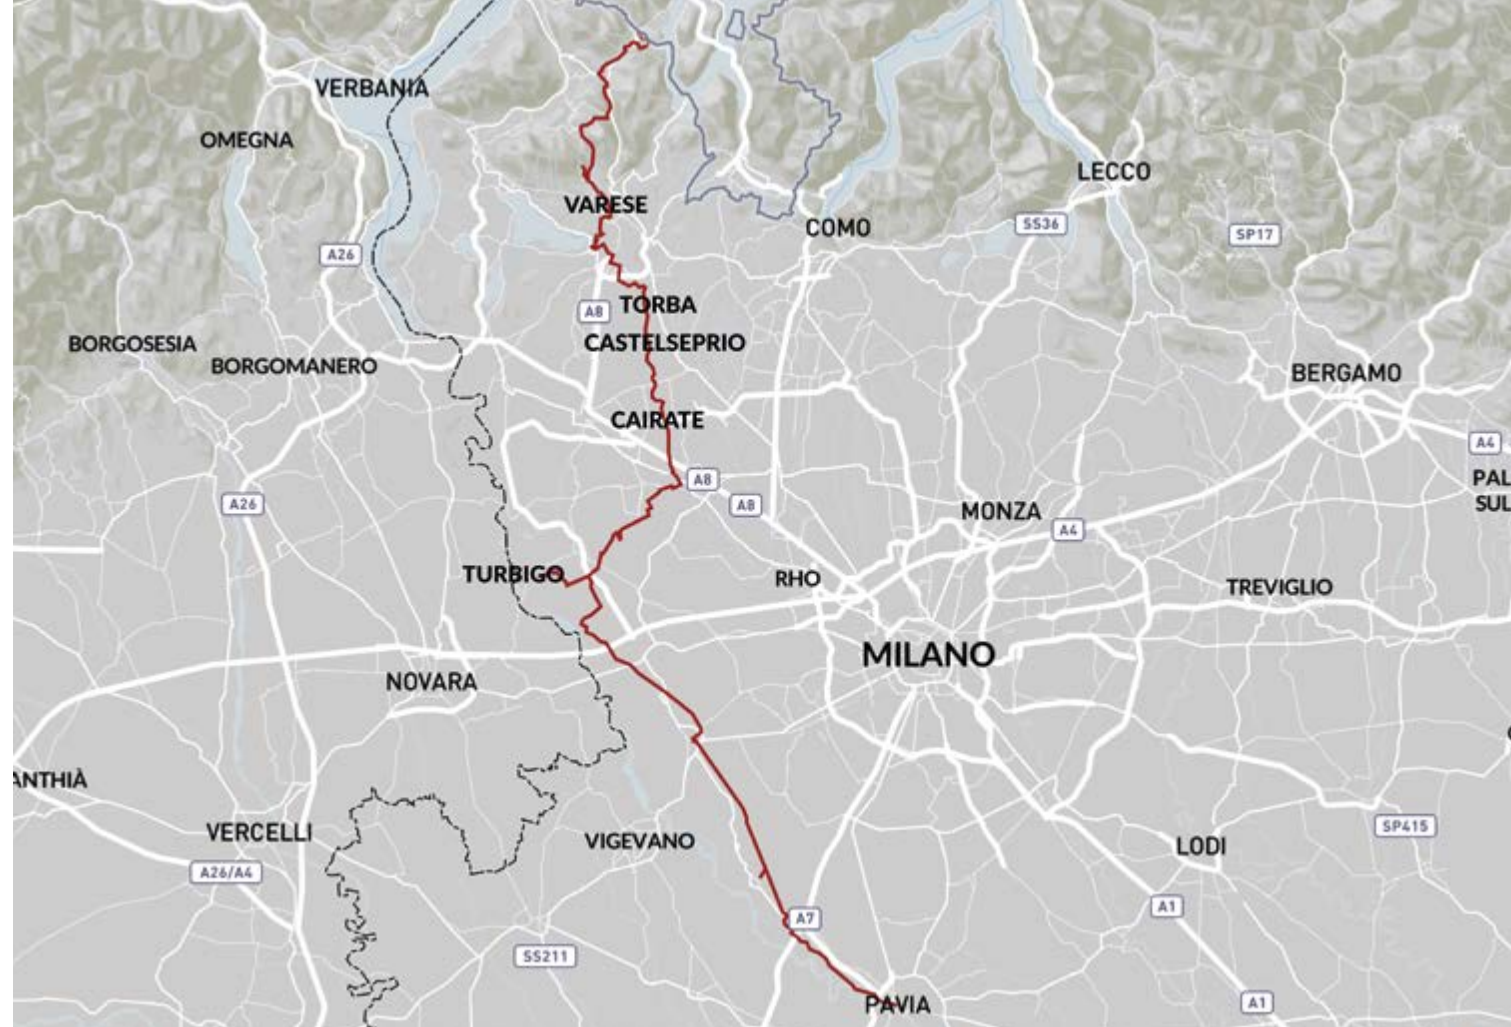 VERBANIA
OMEGNA
LECCO
VARESE
COMO
SS36
SP17
A26
TORBA
A8
CASTELSEPRIO
BORGOSESIA
BORGOMANERO
BERGAMO
CAIRATE
A4
PAL
SUL
A8
A8
A26
MONZA
A4
TURBIGO
RHO
TREVIGLIO
MILANO
NOVARA
ANTHIÀ
VERCELLI
VIGEVANO
SP415
LODI
A26/A4
A1
A7
SS211
PAVIA
A1